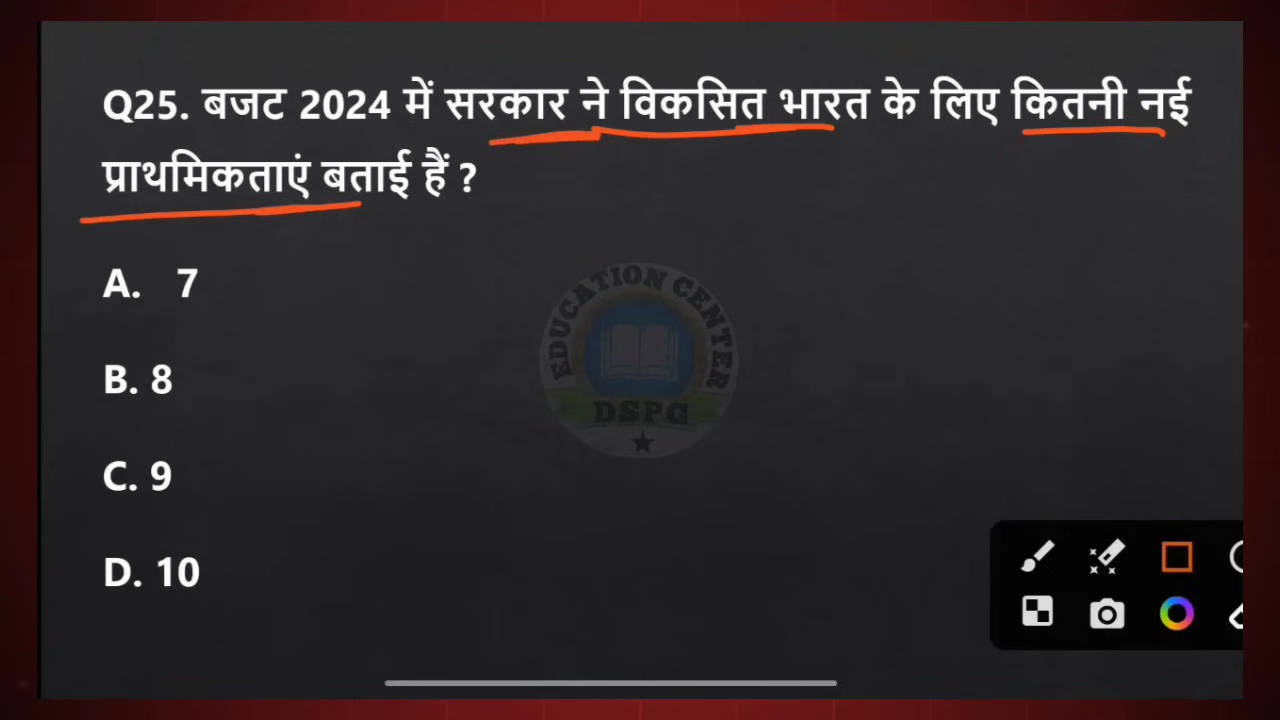 Q25. बजट 2024 में सरकार ने विकसित भारत के लिए कितनी नई
प्राथमिकताएं बताई हैं ?
A. 7
B. 8
C. 9
D. 10
EDUCATION CENTER
DSPG